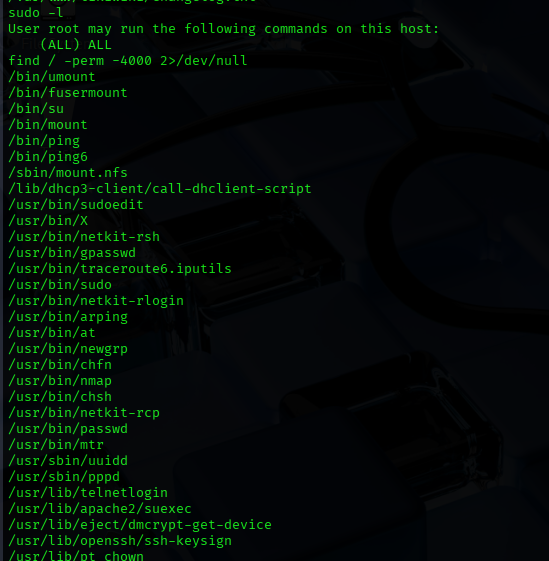 sudo -l
User root may run the following commands on this host:
    (ALL) ALL
find / -perm -4000 2>/dev/null
/bin/umount
/bin/fusermount
/bin/su
/bin/mount
/bin/ping
/bin/ping6
/sbin/mount.nfs
/lib/dhcp3-client/call-dhclient-script
/usr/bin/sudoedit
/usr/bin/X
/usr/bin/netkit-rsh
/usr/bin/gpasswd
/usr/bin/traceroute6.iputils
/usr/bin/sudo
/usr/bin/netkit-rlogin
/usr/bin/arping
/usr/bin/at
/usr/bin/newgrp
/usr/bin/chfn
/usr/bin/nmap
/usr/bin/chsh
/usr/bin/netkit-rcp
/usr/bin/passwd
/usr/bin/mtr
/usr/sbin/uuidd
/usr/sbin/pppd
/usr/lib/telnetlogin
/usr/lib/apache2/suexec
/usr/lib/eject/dmcrypt-get-device
/usr/lib/openssh/ssh-keysign
/usr/lib/pt_chown